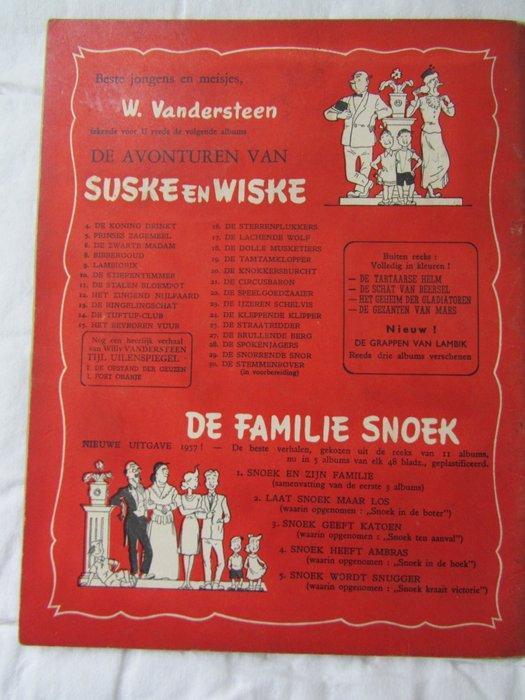 Beste jongens en meisjes,
W. Vandersteen
tekende voor U reeds de volgende albums
DE AVONTUREN VAN
SUSKE EN WISKE
4. DE KONING DRINKT
5. PRINSES ZAGEMEEL
6. DE ZWARTE MADAM
8. BIBBERGOUD
9. LAMBIORIX
10. DE STIERENTEMMER
11. DE STALEN BLOEMPOT
12. HET ZINGEND NIJLPAARD
13. DE RINGELINGSCHAT
14. DE TUFTUF-CLUB
15. HET BEVROREN VUUR
16. DE STERRENPLUKKERS
17. DE LACHENDE WOLF
18. DE DOLLE MUSKETIERS
19. DE TAMTAMKLOPPER
20. DE KNOKKERSBURCHT
21. DE CIRCUSBARON
22. DE SPEELGOEDZAAIER
23. DE IJZEREN SCHELVIS
24. DE KLIPPENDE KLIPPER
25. DE STRAATRIDDER
27. DE BRULLENDE BERG
28. DE SPOKENJAGERS
29. DE SNORRENDE SNOR
30. DE STEMMENROVER
(in voorbereiding)
Buiten reeks :
Volledig in kleuren !
— DE TARTAARSE HELM
— DE SCHAT VAN BEERSEL
— HET GEHEIM DER GLADIATOREN
— DE GEZANTEN VAN MARS
Nieuw !
DE GRAPPEN VAN LAMBIK
Reeds drie albums verschenen
Nog een heerlijk verhaal
van Willy VANDERSTEEN
TIJL UILENSPIEGEL
1. DE OPSTAND DER GEUZEN
2. FORT ORANJE
DE FAMILIE SNOEK
NIEUWE UITGAVE 1957 ! — De beste verhalen, gekozen uit de reeks van 11 albums,
nu in 5 albums van elk 48 bladz., geplastificeerd.
1. SNOEK EN ZIJN FAMILIE
(samenvatting van de eerste 3 albums)
2. LAAT SNOEK MAAR LOS
(waarin opgenomen : „Snoek in de boter”)
3. SNOEK GEEFT KATOEN
(waarin opgenomen : „Snoek ten aanval”)
4. SNOEK HEEFT AMBRAS
(waarin opgenomen : „Snoek in de hoek”)
5. SNOEK WORDT SNUGGER
(waarin opgenomen : „Snoek kraait victorie”)